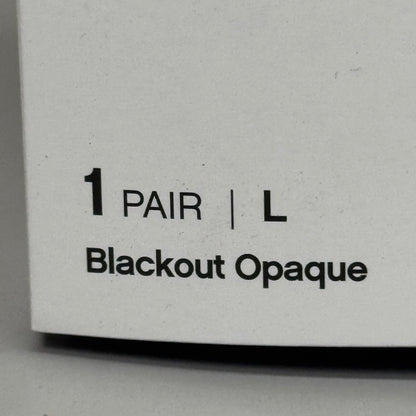 1 PAIR | L
Blackout Opaque